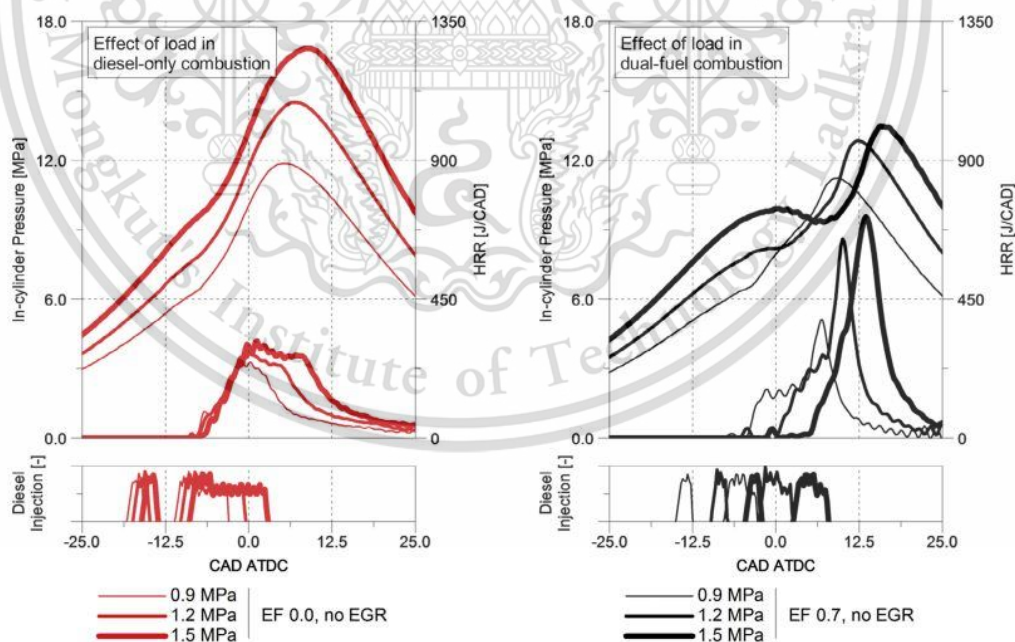 18.0
12.0
6.0
0.0
In-cylinder Pressure [MPa]
Effect of load in
diesel-only combustion
1350
900
450
0
HRR [J/CAD]
Diesel
Injection [-]
-25.0 -12.5 0.0 12.5 25.0
CAD ATDC
0.9 MPa
1.2 MPa
1.5 MPa
EF 0.0, no EGR
18.0
12.0
6.0
0.0
In-cylinder Pressure [MPa]
Effect of load in
dual-fuel combustion
1350
900
450
0
HRR [J/CAD]
Diesel
Injection [-]
-25.0 -12.5 0.0 12.5 25.0
CAD ATDC
0.9 MPa
1.2 MPa
1.5 MPa
EF 0.7, no EGR
Mongkut's Institute of Technology Ladkra